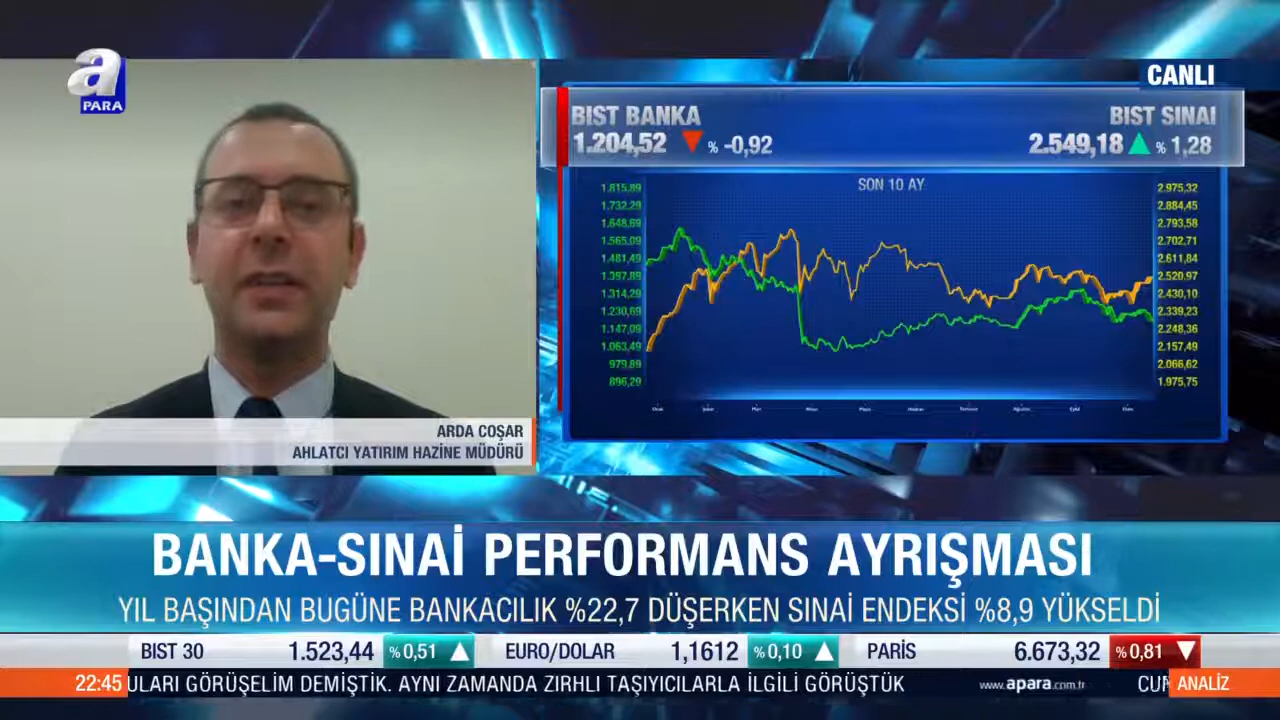 a
PARA
CANLI
BIST BANKA
1.204,52 ▼ % -0,92
BIST SINAI
2.549,18 ▲ % 1,28
SON 10 AY
1.815,89
1.732,29
1.648,69
1.565,09
1.481,49
1.397,89
1.314,29
1.230,69
1.147,09
1.063,49
979,89
896,29
2.975,32
2.884,45
2.793,58
2.702,71
2.611,84
2.520,97
2.430,10
2.339,23
2.248,36
2.157,49
2.066,62
1.975,75
ARDA COŞAR
AHLATCI YATIRIM HAZİNE MÜDÜRÜ
BANKA-SINAİ PERFORMANS AYRIŞMASI
YIL BAŞINDAN BUGÜNE BANKACILIK %22,7 DÜŞERKEN SINAİ ENDEKSİ %8,9 YÜKSELDİ
BIST 30 1.523,44 % 0,51 ▲ EURO/DOLAR 1,1612 % 0,10 ▲ PARİS 6.673,32 % 0,81 ▼
22:45 ULARI GÖRÜŞELİM DEMİŞTİK. AYNI ZAMANDA ZIRHLI TAŞIYICILARLA İLGİLİ GÖRÜŞTÜK www.apara.com.tr ANALİZ